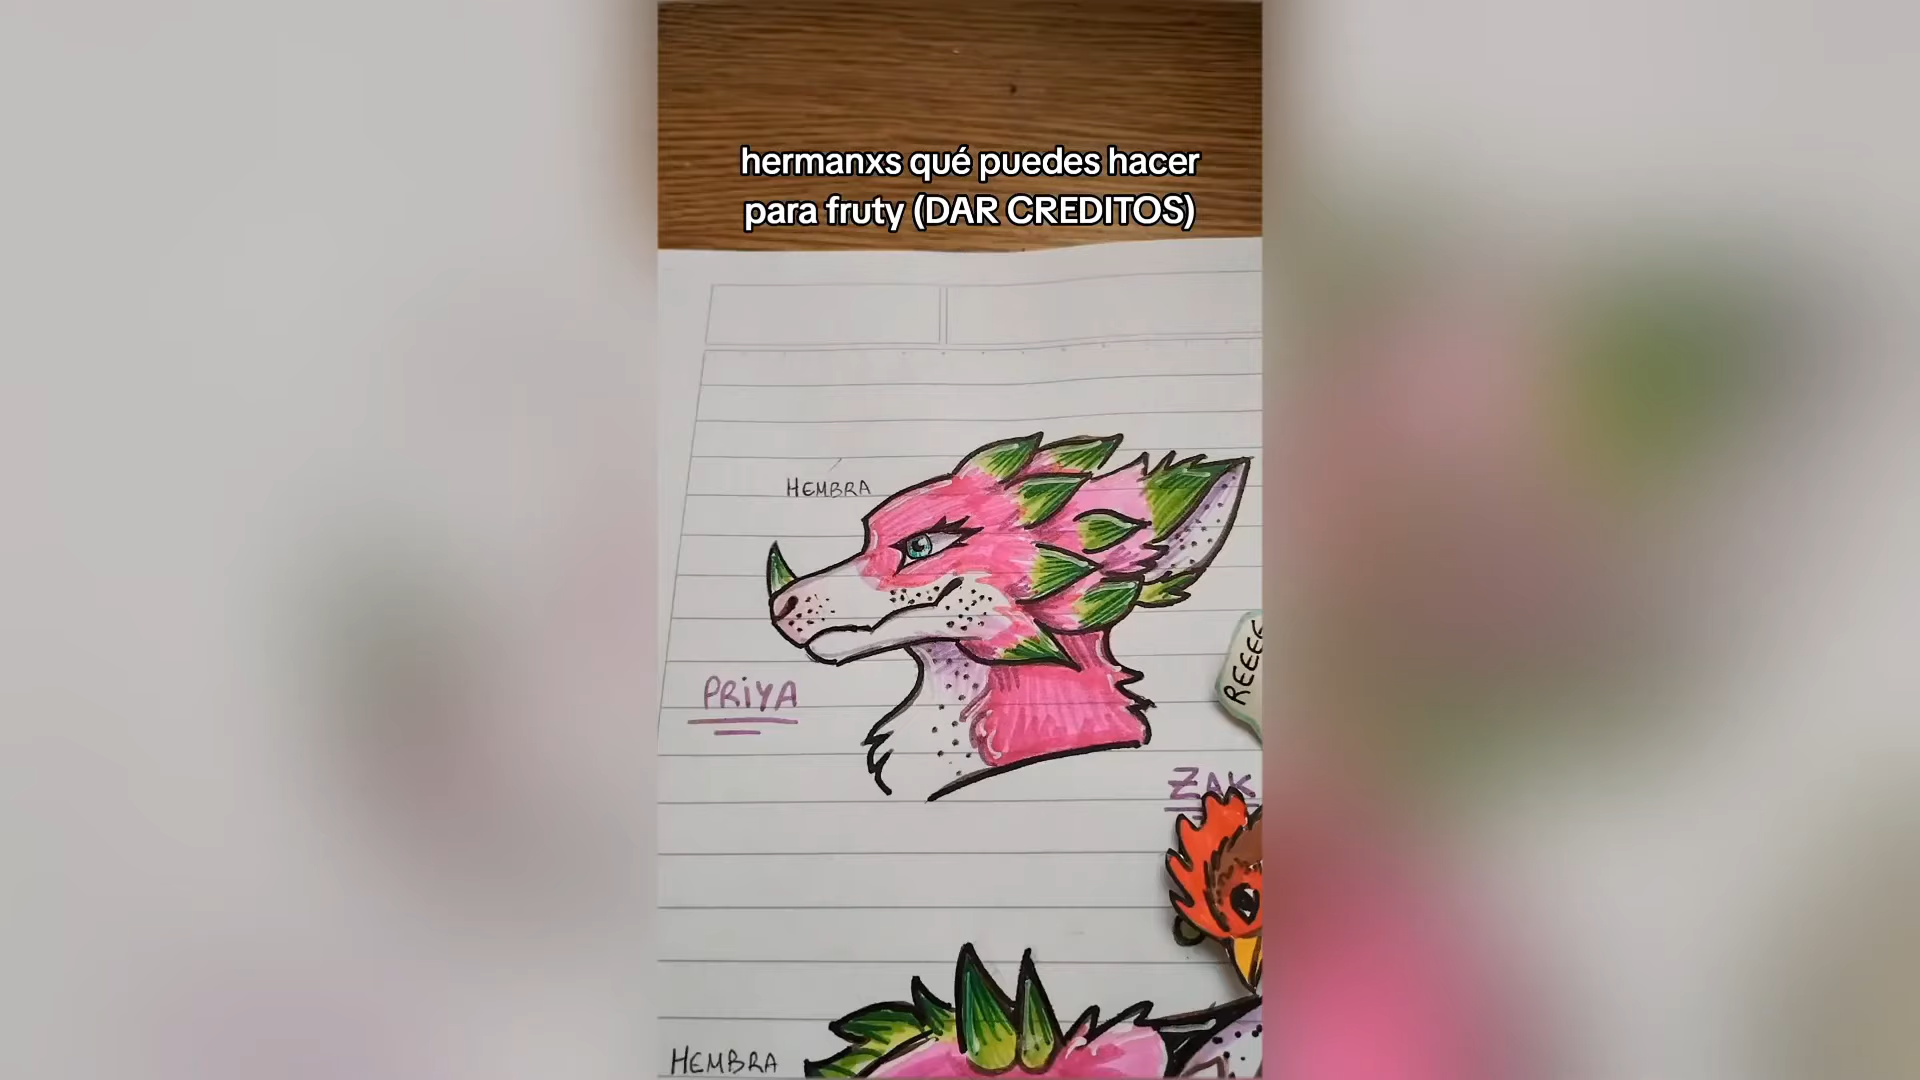 hermanxs qué puedes hacer
para fruty (DAR CREDITOS)
HEMBRA
PRIYA
REEEE
ZAK
HEMBRA